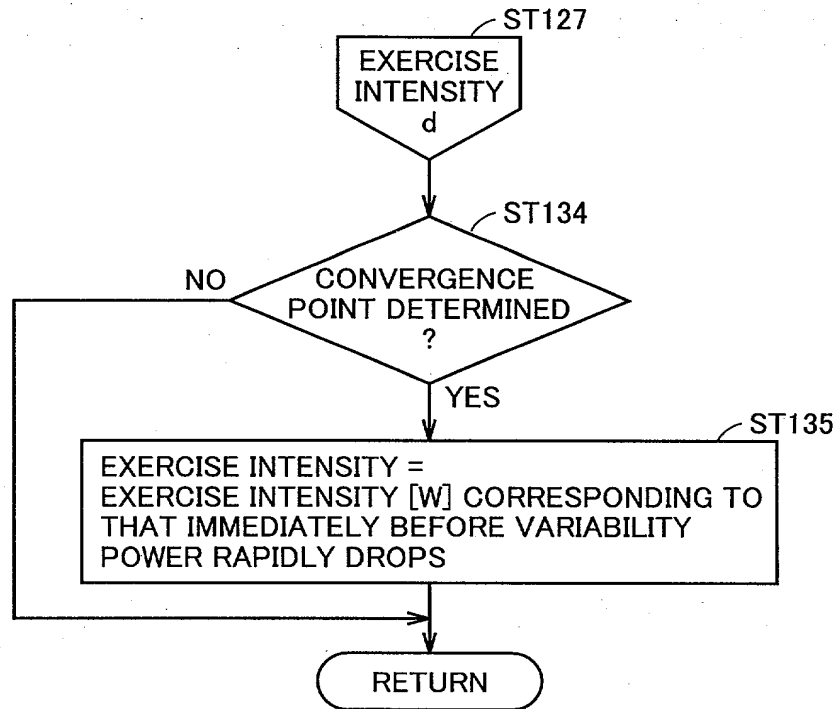 ST127
EXERCISE
INTENSITY
d
ST134
NO
CONVERGENCE
POINT DETERMINED
?
YES
ST135
EXERCISE INTENSITY =
EXERCISE INTENSITY [W] CORRESPONDING TO
THAT IMMEDIATELY BEFORE VARIABILITY
POWER RAPIDLY DROPS
RETURN